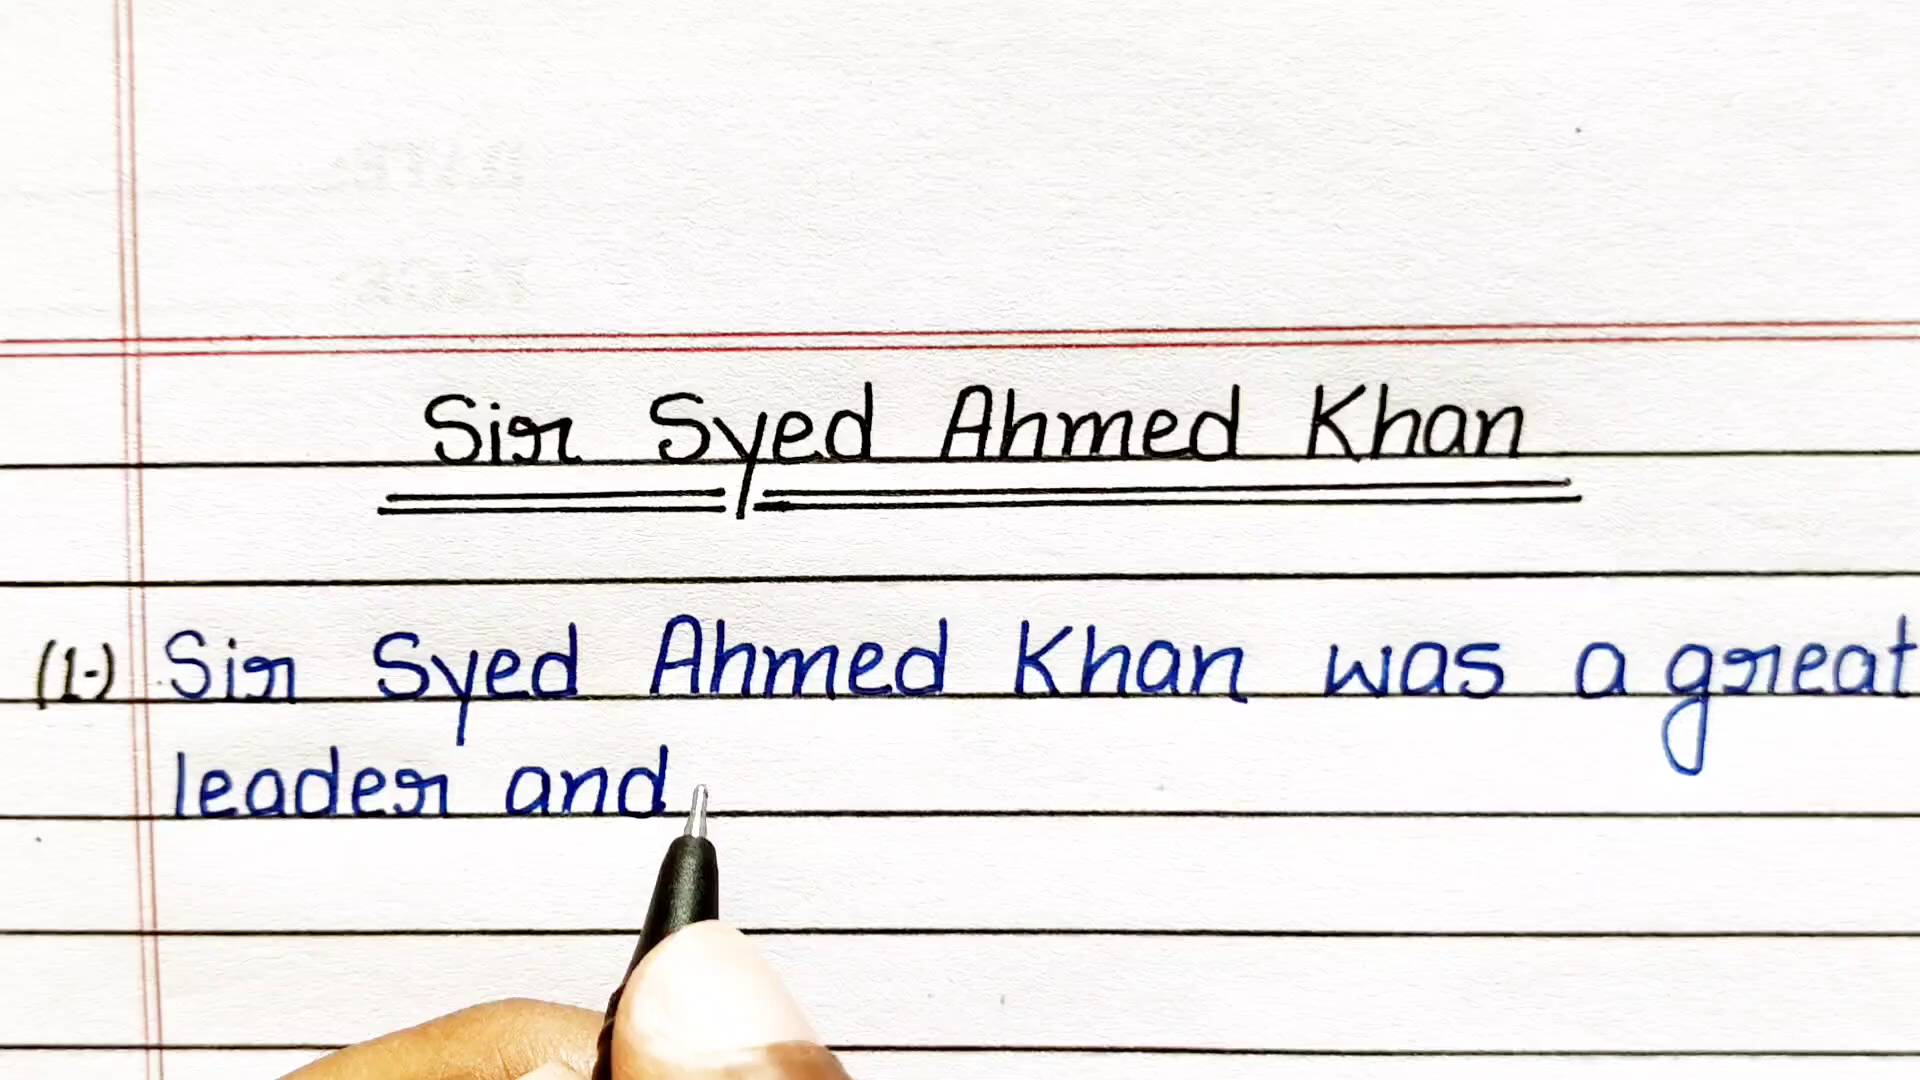 Sir Syed Ahmed Khan
(1-) Sir Syed Ahmed Khan was a great
leader and